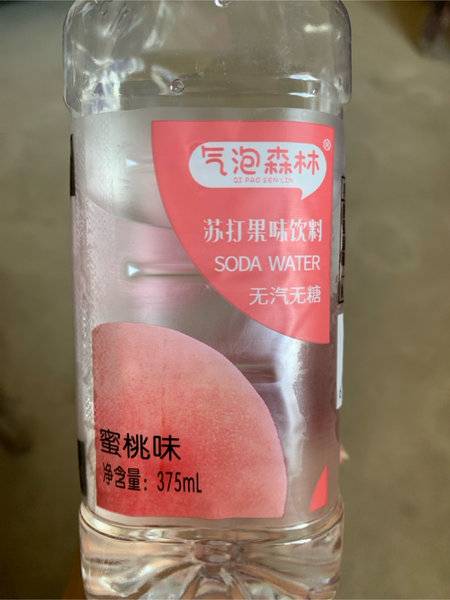 气泡森林®
QI PAO SEN LIN
苏打果味饮料
SODA WATER
无汽无糖
蜜桃味
净含量：375mL